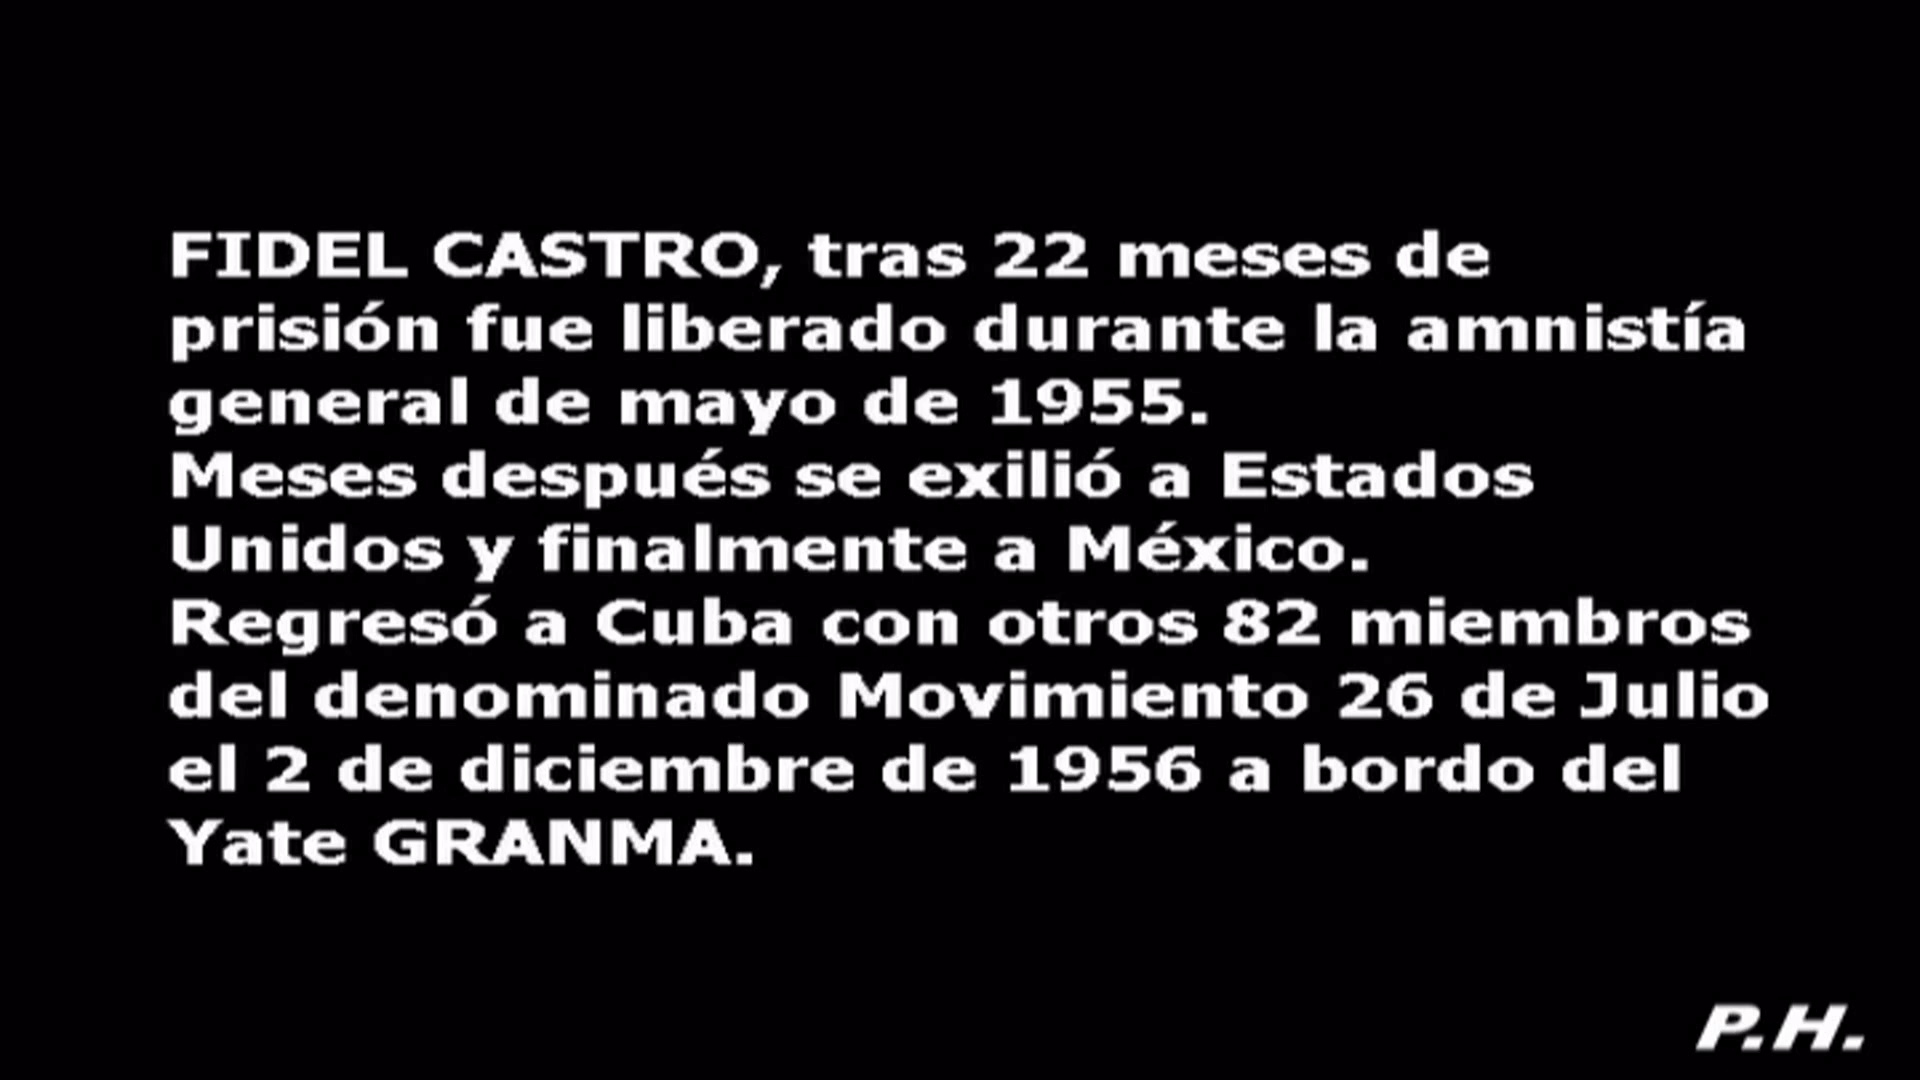 FIDEL CASTRO, tras 22 meses de
prisión fue liberado durante la amnistía
general de mayo de 1955.
Meses después se exilió a Estados
Unidos y finalmente a México.
Regresó a Cuba con otros 82 miembros
del denominado Movimiento 26 de Julio
el 2 de diciembre de 1956 a bordo del
Yate GRANMA.
P.H.